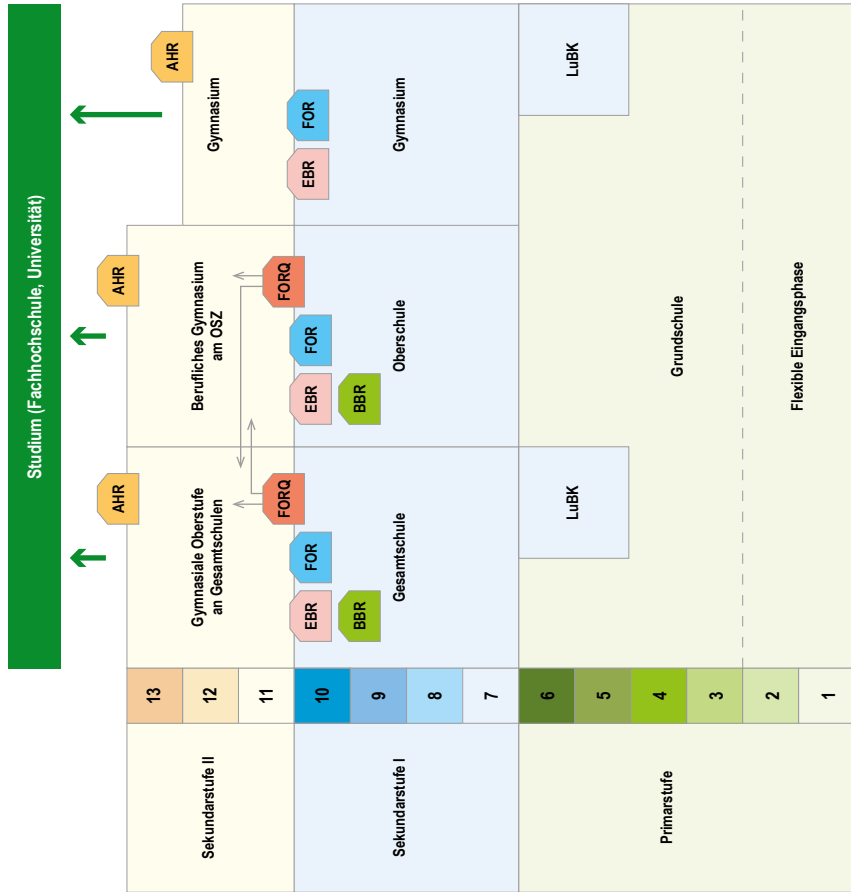 Studium (Fachhochschule, Universität)
AHR
AHR
AHR
Sekundarstufe II
13
12
11
Gymnasiale Oberstufe
an Gesamtschulen
Berufliches Gymnasium
am OSZ
Gymnasium
FORQ
FORQ
EBR
FOR
EBR
FOR
EBR
FOR
BBR
BBR
Sekundarstufe I
10
9
8
7
Gesamtschule
Oberschule
Gymnasium
Primarstufe
6
5
4
3
2
1
LuBK
LuBK
Grundschule
Flexible Eingangsphase